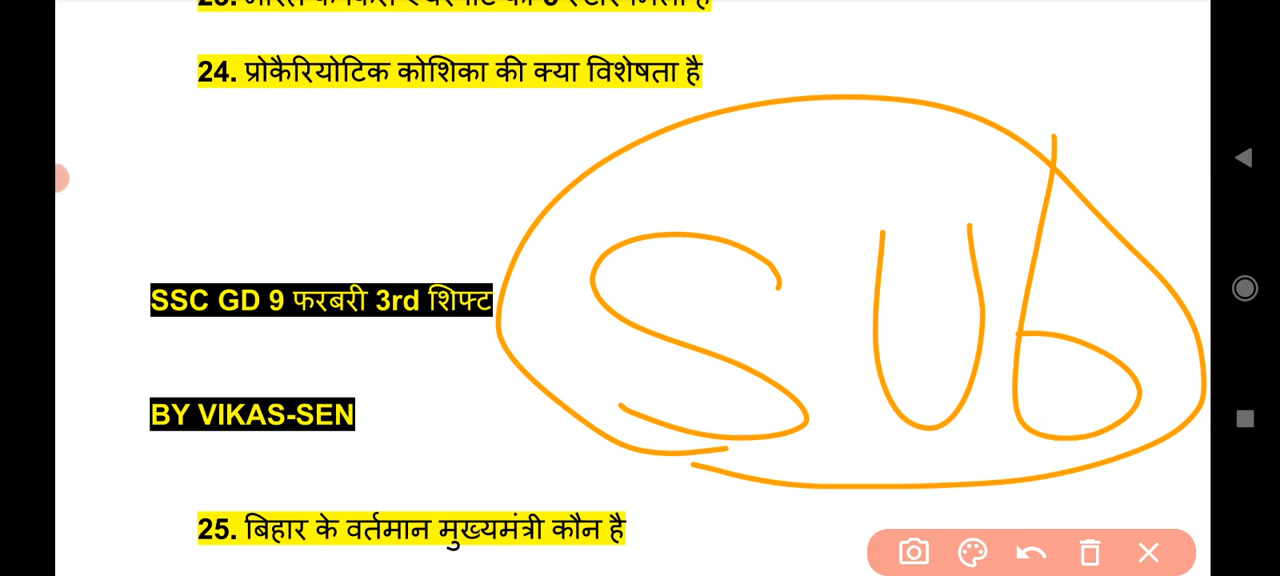 24. प्रोकैरियोटिक कोशिका की क्या विशेषता है
SSC GD 9 फरबरी 3rd शिफ्ट
Sub
BY VIKAS-SEN
25. बिहार के वर्तमान मुख्यमंत्री कौन है